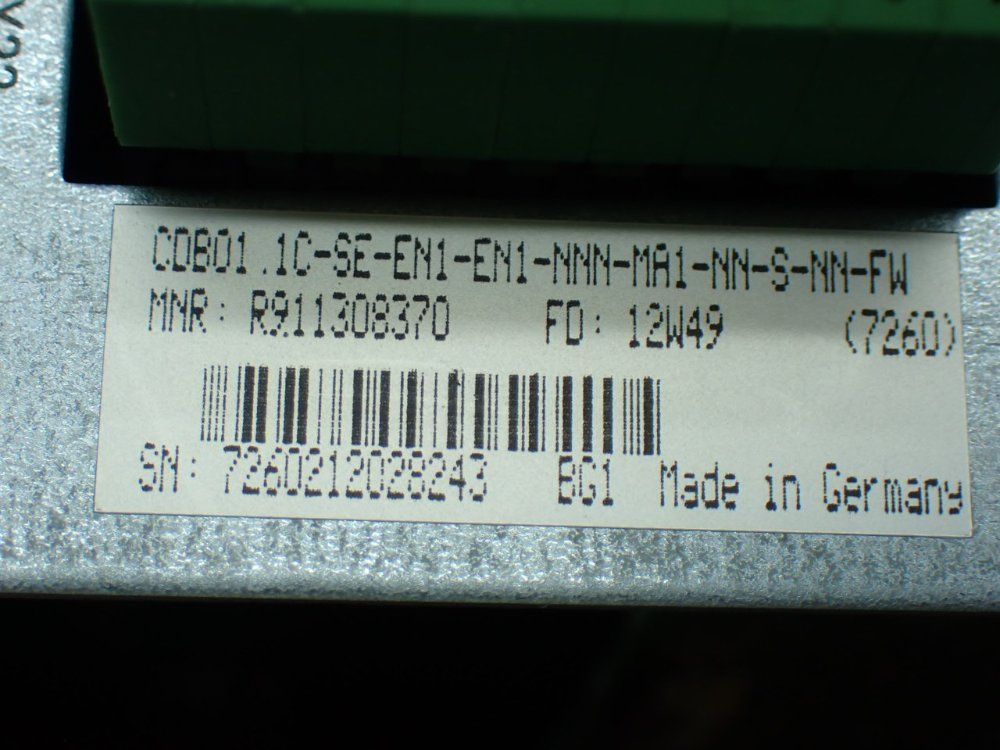 X22
CDB01.1C-SE-EN1-EN1-NNN-MA1-NN-S-NN-FW
MNR: R911308370 FD: 12W49 (7260)
SN: 7260212028243 BG1 Made in Germany